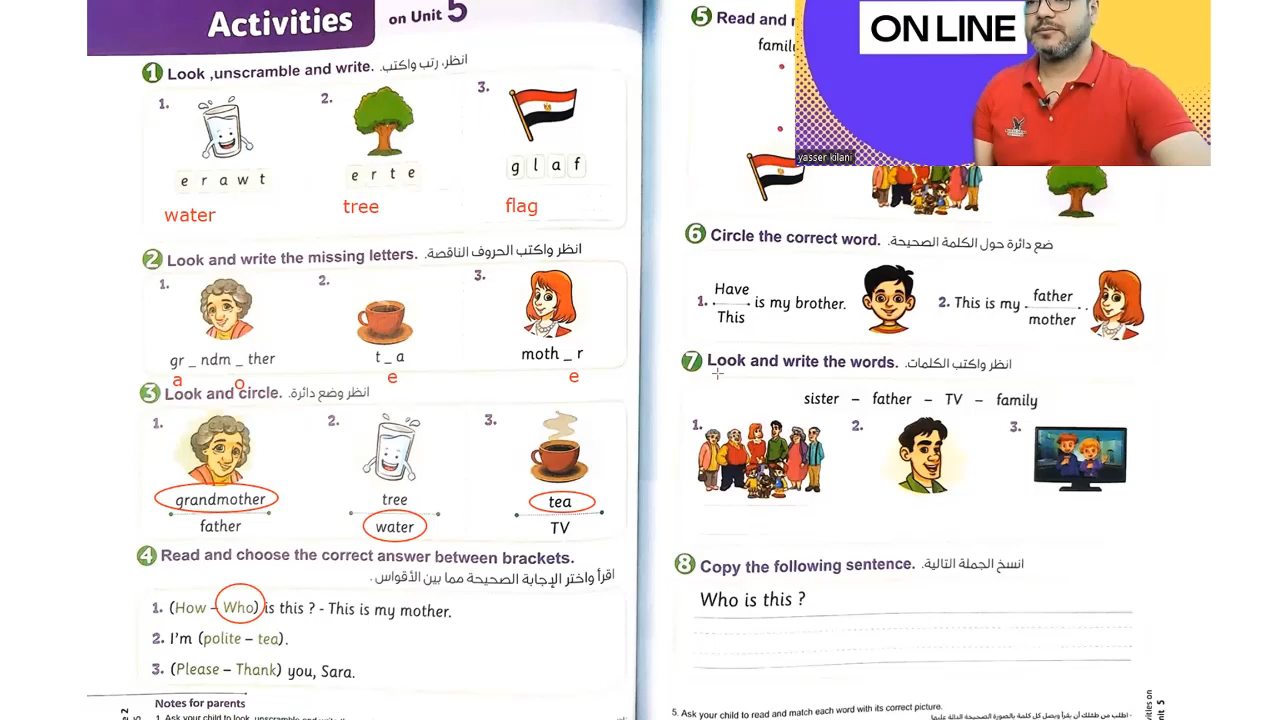 Activities on Unit 5
1 Look ,unscramble and write. انظر، رتب واكتب.
1. 2. 3.
e r a w t
e r t e
g l a f
water
tree
flag
2 Look and write the missing letters. انظر واكتب الحروف الناقصة.
1. 2. 3.
gr _ ndm _ ther
t _ a
moth _ r
a o
e
e
3 Look and circle. انظر وضع دائرة.
1. 2. 3.
grandmother
father
tree
water
tea
TV
4 Read and choose the correct answer between brackets.
اقرأ واختر الإجابة الصحيحة مما بين الأقواس .
1. (How – Who) is this ? - This is my mother.
2. I'm (polite – tea).
3. (Please – Thank) you, Sara.
Notes for parents
5 Read and
ON LINE
yasser kilani
6 Circle the correct word. ضع دائرة حول الكلمة الصحيحة.
1. Have
This
is my brother.
2. This is my
father
mother
.
7 Look and write the words. انظر واكتب الكلمات.
sister – father – TV – family
1. 2. 3.
8 Copy the following sentence. انسخ الجملة التالية.
Who is this ?
5. Ask your child to read and match each word with its correct picture.